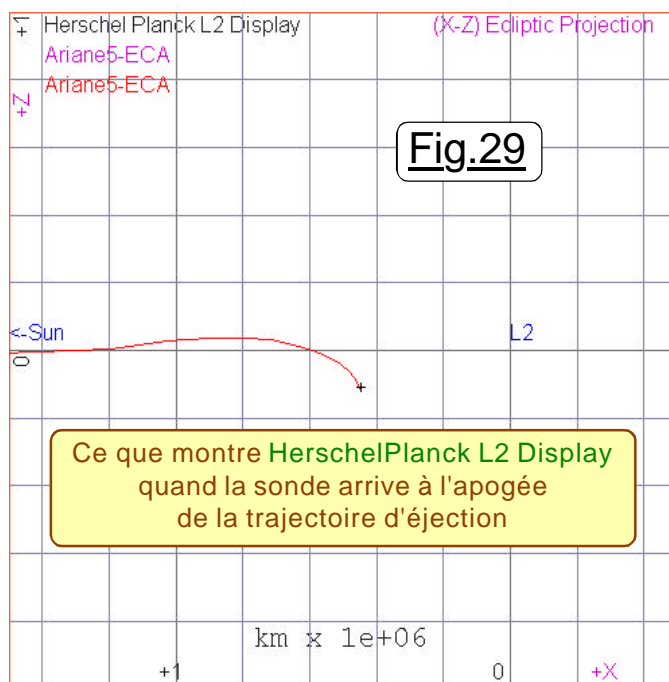 +1 Herschel Planck L2 Display (X-Z) Ecliptic Projection
Ariane5-ECA
Ariane5-ECA
+Z
Fig.29
<-Sun L2
0
Ce que montre HerschelPlanck L2 Display
quand la sonde arrive à l'apogée
de la trajectoire d'éjection
km x 1e+06
+1 0 +X